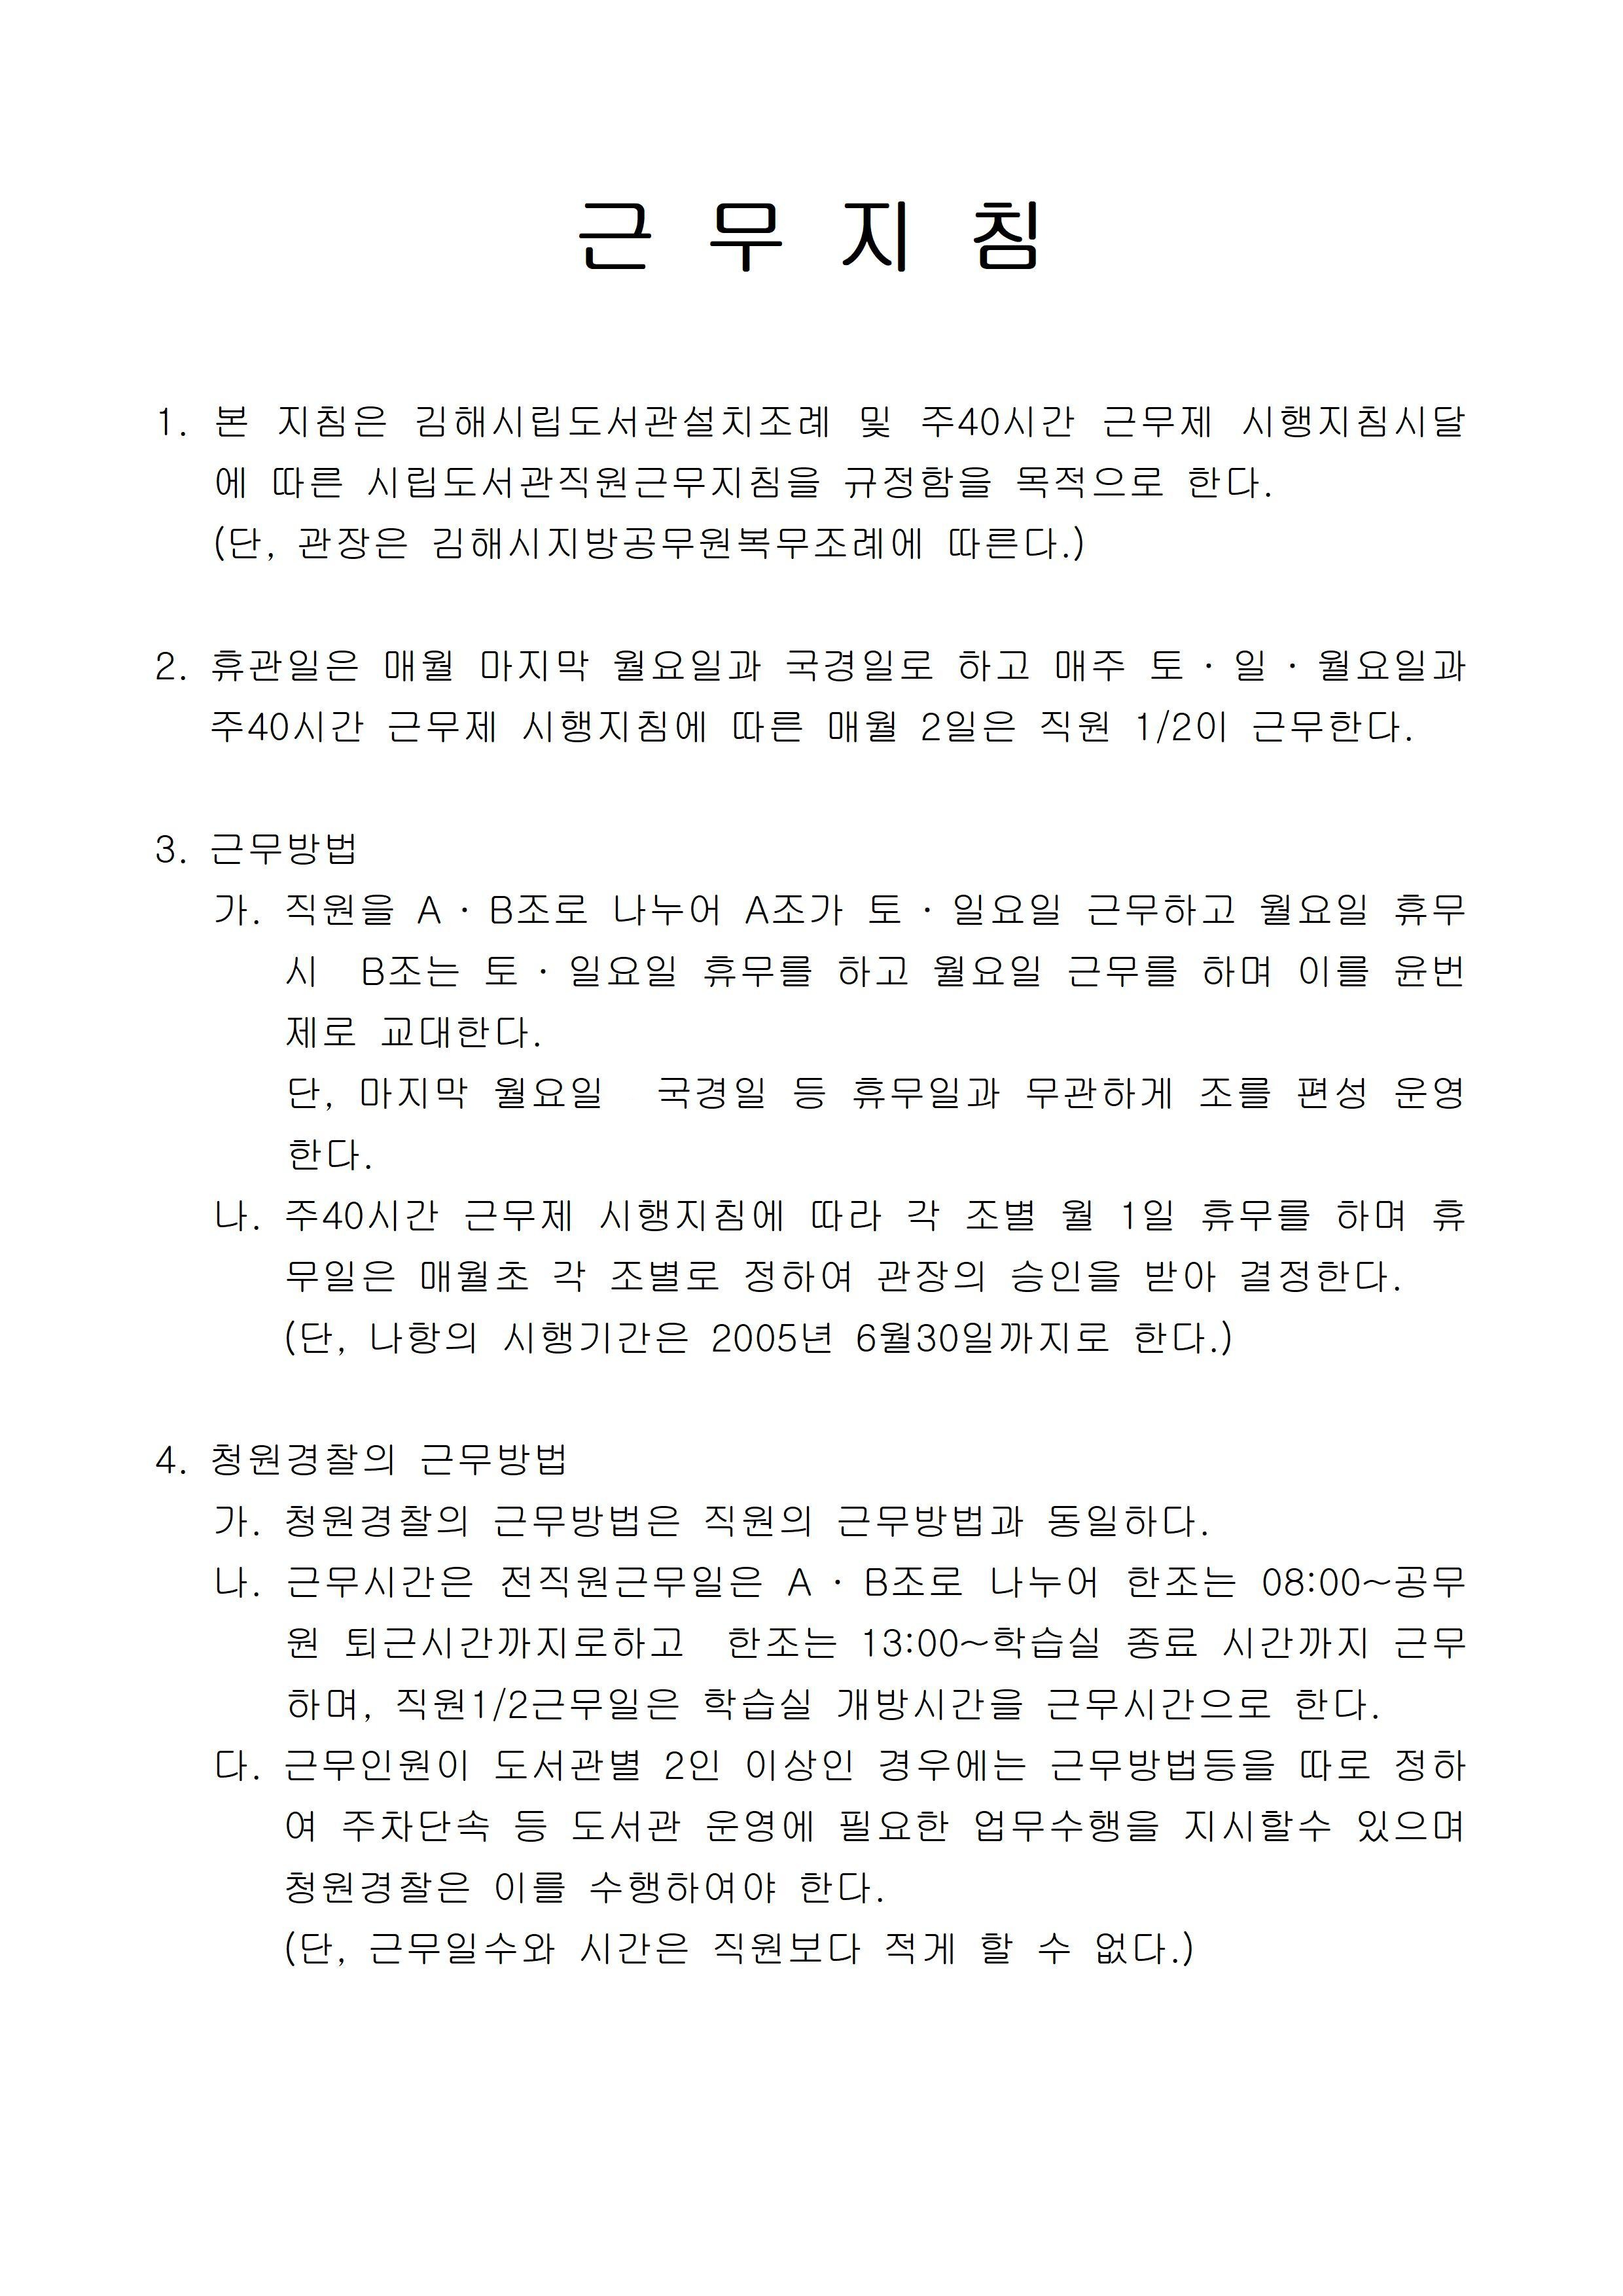 근 무 지 침
1. 본 지침은 김해시립도서관설치조례 및 주40시간 근무제 시행지침시달
에 따른 시립도서관직원근무지침을 규정함을 목적으로 한다.
(단, 관장은 김해시지방공무원복무조례에 따른다.)
2. 휴관일은 매월 마지막 월요일과 국경일로 하고 매주 토·일·월요일과
주40시간 근무제 시행지침에 따른 매월 2일은 직원 1/2이 근무한다.
3. 근무방법
가. 직원을 A·B조로 나누어 A조가 토·일요일 근무하고 월요일 휴무
시  B조는 토·일요일 휴무를 하고 월요일 근무를 하며 이를 윤번
제로 교대한다.
단, 마지막 월요일  국경일 등 휴무일과 무관하게 조를 편성 운영
한다.
나. 주40시간 근무제 시행지침에 따라 각 조별 월 1일 휴무를 하며 휴
무일은 매월초 각 조별로 정하여 관장의 승인을 받아 결정한다.
(단, 나항의 시행기간은 2005년 6월30일까지로 한다.)
4. 청원경찰의 근무방법
가. 청원경찰의 근무방법은 직원의 근무방법과 동일하다.
나. 근무시간은 전직원근무일은 A·B조로 나누어 한조는 08:00~공무
원 퇴근시간까지로하고  한조는 13:00~학습실 종료 시간까지 근무
하며, 직원1/2근무일은 학습실 개방시간을 근무시간으로 한다.
다. 근무인원이 도서관별 2인 이상인 경우에는 근무방법등을 따로 정하
여 주차단속 등 도서관 운영에 필요한 업무수행을 지시할수 있으며
청원경찰은 이를 수행하여야 한다.
(단, 근무일수와 시간은 직원보다 적게 할 수 없다.)